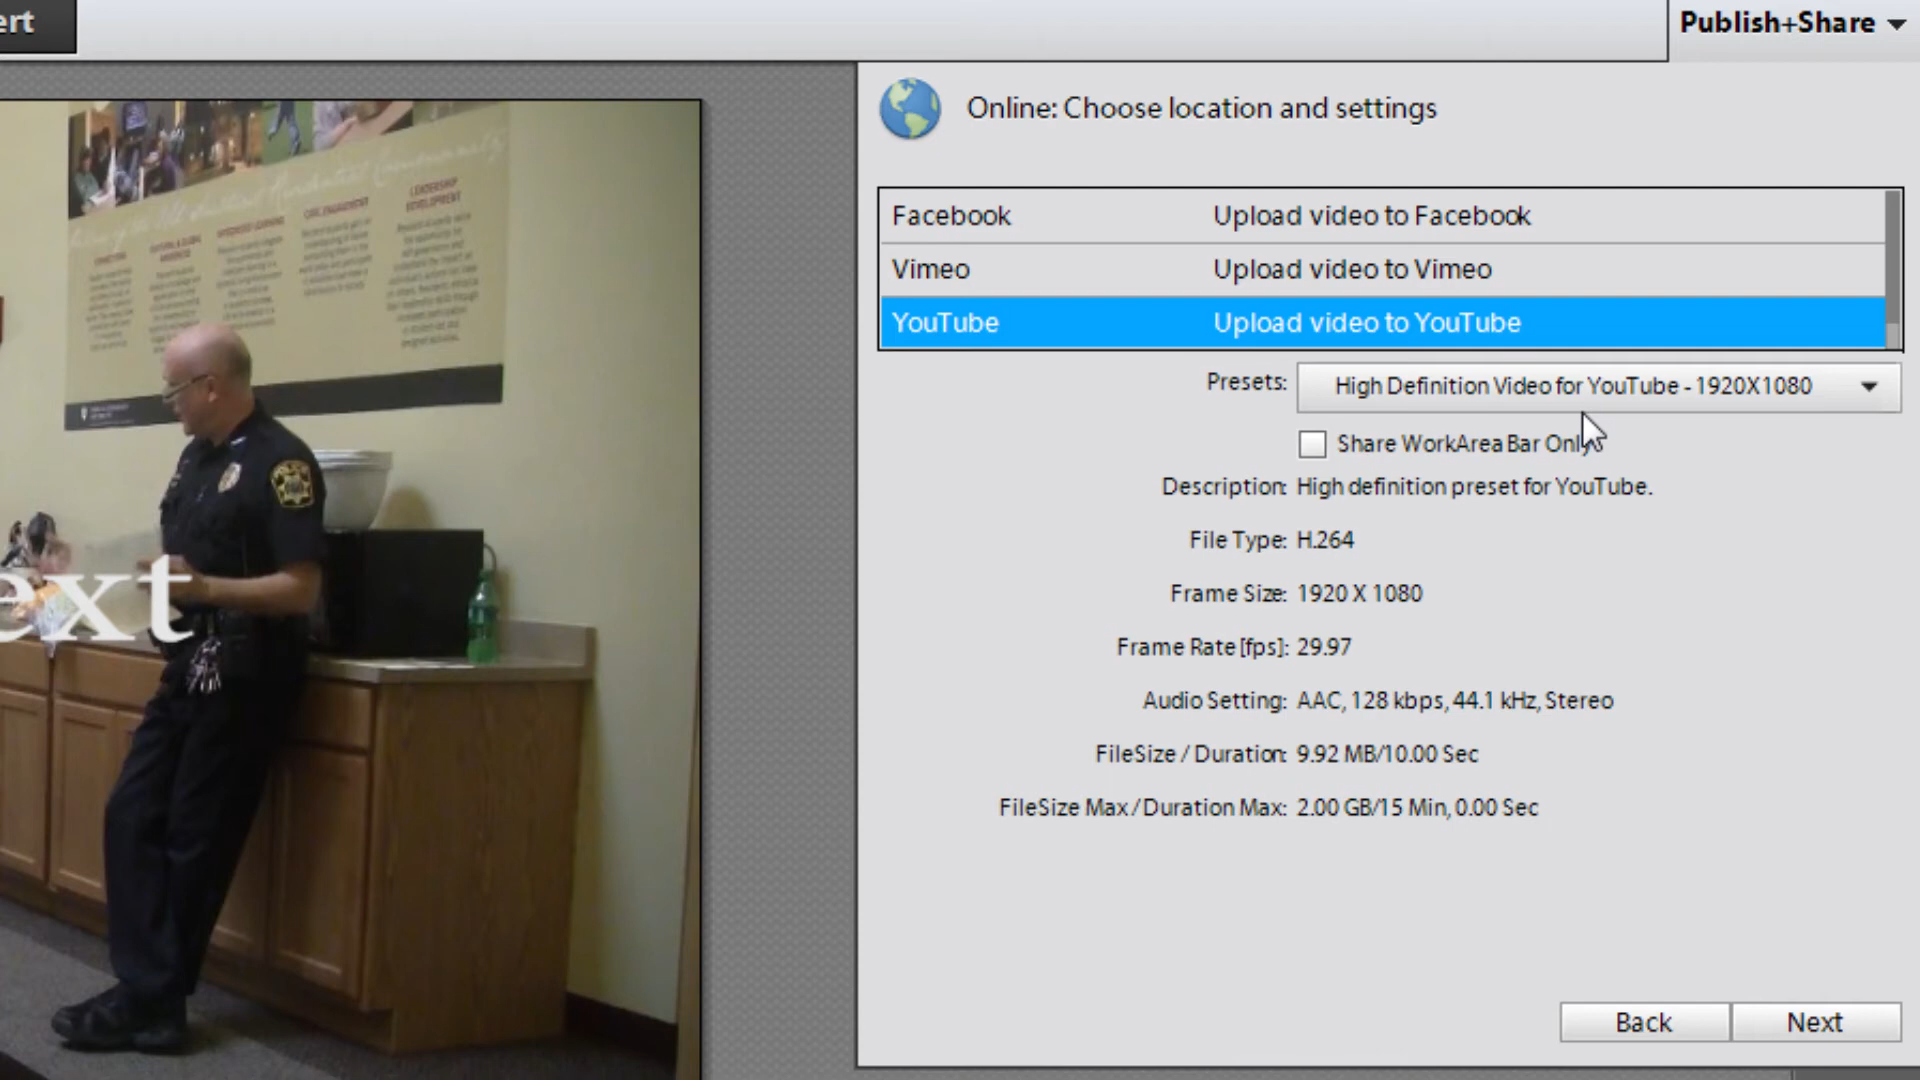 ert
Publish+Share
Online: Choose location and settings
Facebook Upload video to Facebook
Vimeo Upload video to Vimeo
YouTube Upload video to YouTube
Presets: High Definition Video for YouTube - 1920X1080
Share WorkArea Bar Only
Description: High definition preset for YouTube.
File Type: H.264
Frame Size: 1920 X 1080
Frame Rate [fps]: 29.97
Audio Setting: AAC, 128 kbps, 44.1 kHz, Stereo
FileSize / Duration: 9.92 MB/10.00 Sec
FileSize Max / Duration Max: 2.00 GB/15 Min, 0.00 Sec
Back Next
LEADERSHIP
DEVELOPMENT
CIVIC ENGAGEMENT
ext